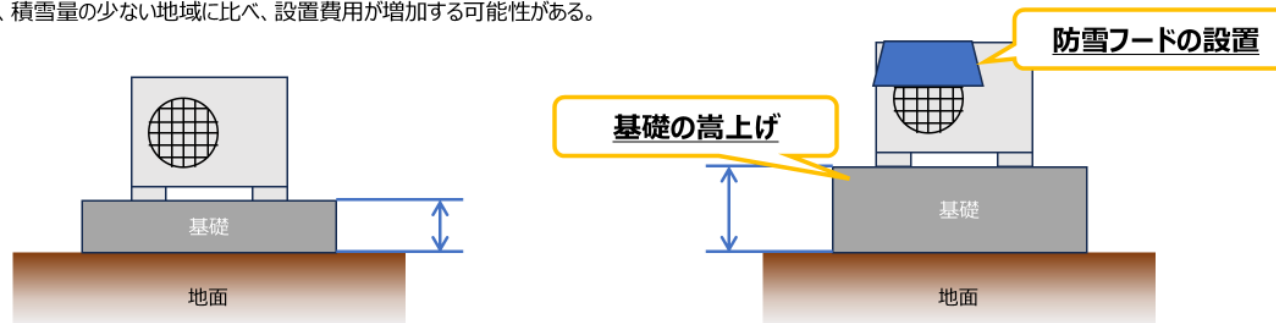 、積雪量の少ない地域に比べ、設置費用が増加する可能性がある。
防雪フードの設置
基礎の嵩上げ
基礎
基礎
地面
地面